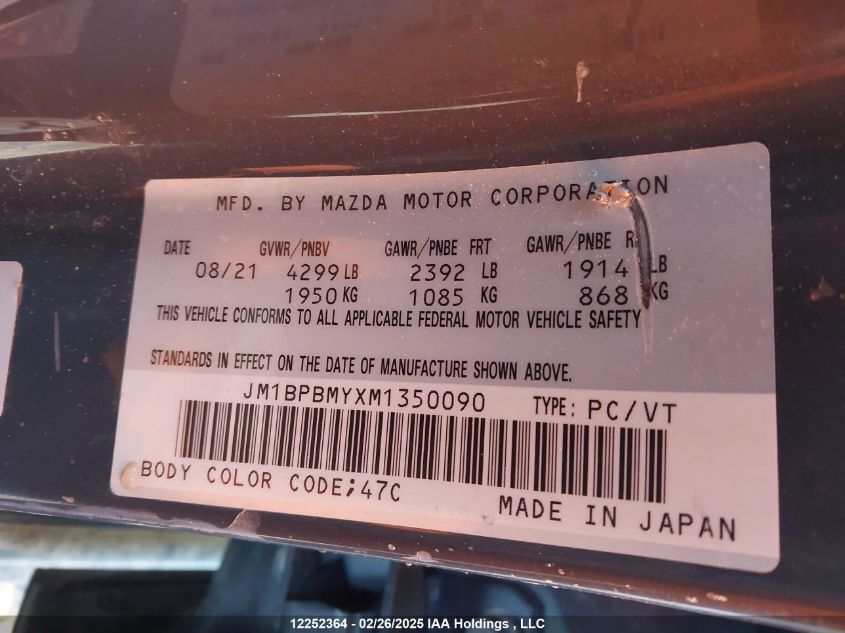 MFD. BY MAZDA MOTOR CORPORATION
DATE GVWR/PNBV GAWR/PNBE FRT GAWR/PNBE
08/21 4299 LB 2392 LB 1914 LB
1950 KG 1085 KG 868 KG
THIS VEHICLE CONFORMS TO ALL APPLICABLE FEDERAL MOTOR VEHICLE SAFETY
STANDARDS IN EFFECT ON THE DATE OF MANUFACTURE SHOWN ABOVE.
JM1BPBMYXM1350090 TYPE: PC/VT
BODY COLOR CODE;47C
MADE IN JAPAN
12252364 - 02/26/2025 IAA Holdings , LLC